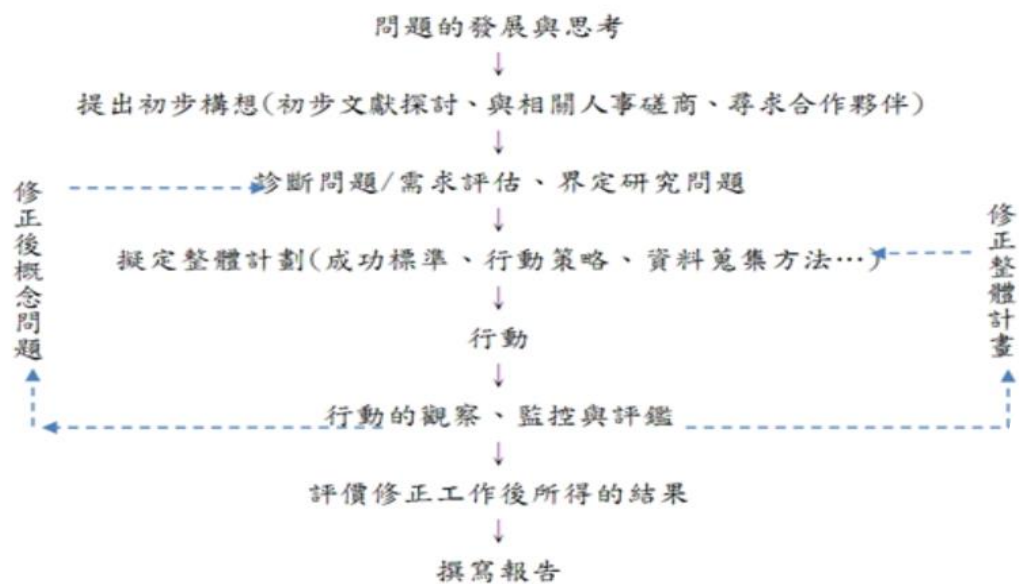 問題的發展與思考
提出初步構想(初步文獻探討、與相關人事磋商、尋求合作夥伴)
診斷問題/需求評估、界定研究問題
擬定整體計劃(成功標準、行動策略、資料蒐集方法…)
行動
行動的觀察、監控與評鑑
評價修正工作後所得的結果
撰寫報告
修正後概念問題
修正整體計畫